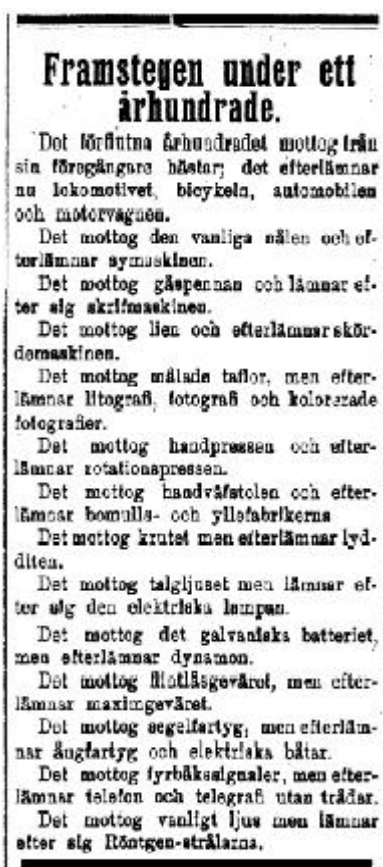 Framstegen under ett
århundrade.
Det förflutna århundradet mottog från
sin föregångare hästar; det efterlämnar
nu lokomotivet, bicykeln, automobilen
och motorvagnen.
Det mottog den vanliga nålen och ef-
terlämnar symaskinen.
Det mottog gåspennan och lämnar ef-
ter sig skrifmaskinen.
Det mottog lien och efterlämnar skör-
demaskinen.
Det mottog målade taflor, men efter-
lämnar litografi, fotografi och kolorerade
fotografier.
Det mottog handpressen och efter-
lämnar rotationspressen.
Det mottog handväfstolen och efter-
lämnar bomulls- och yllefabrikerna
Det mottog krutet men efterlämnar lyd-
diten.
Det mottog talgljuset men lämnar ef-
ter sig den elektriska lampan.
Det mottog det galvaniska batteriet,
men efterlämnar dynamon.
Det mottog flintlåsgeväret, men efter-
lämnar maximgeväret.
Det mottog segelfartyg, men efterläm-
nar ångfartyg och elektriska båtar.
Det mottog fyrbåkssignaler, men efter-
lämnar telefon och telegrafi utan trådar.
Det mottog vanligt ljus men lämnar
efter sig Röntgen-strålarna.